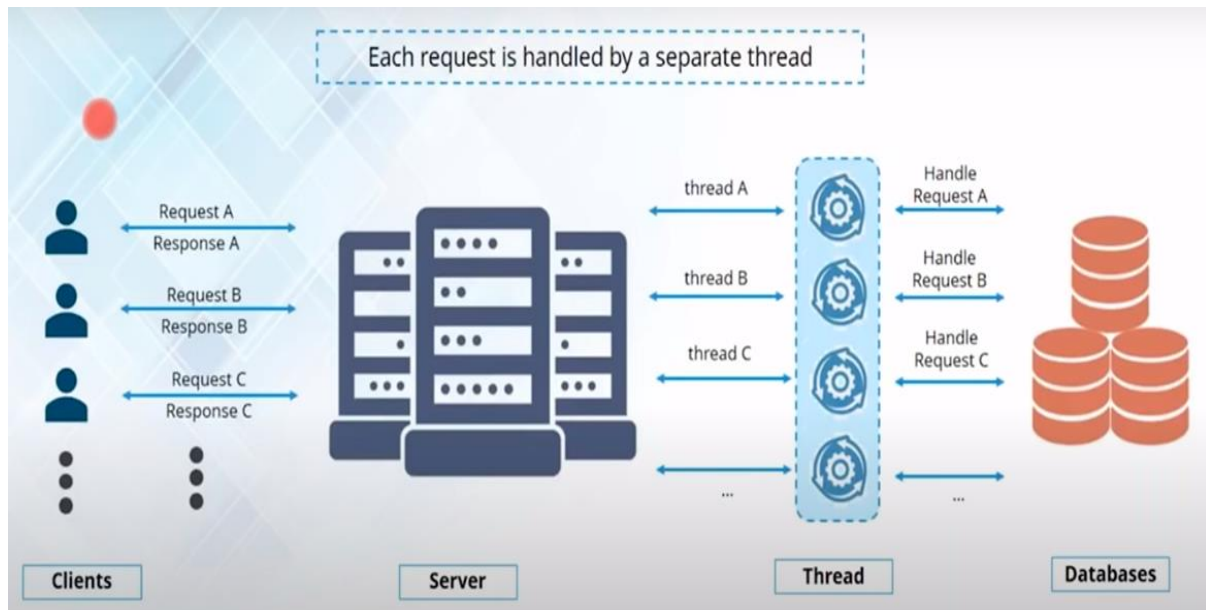 Each request is handled by a separate thread
Request A
Response A
Request B
Response B
Request C
Response C
thread A
thread B
thread C
...
Handle
Request A
Handle
Request B
Handle
Request C
...
Clients
Server
Thread
Databases